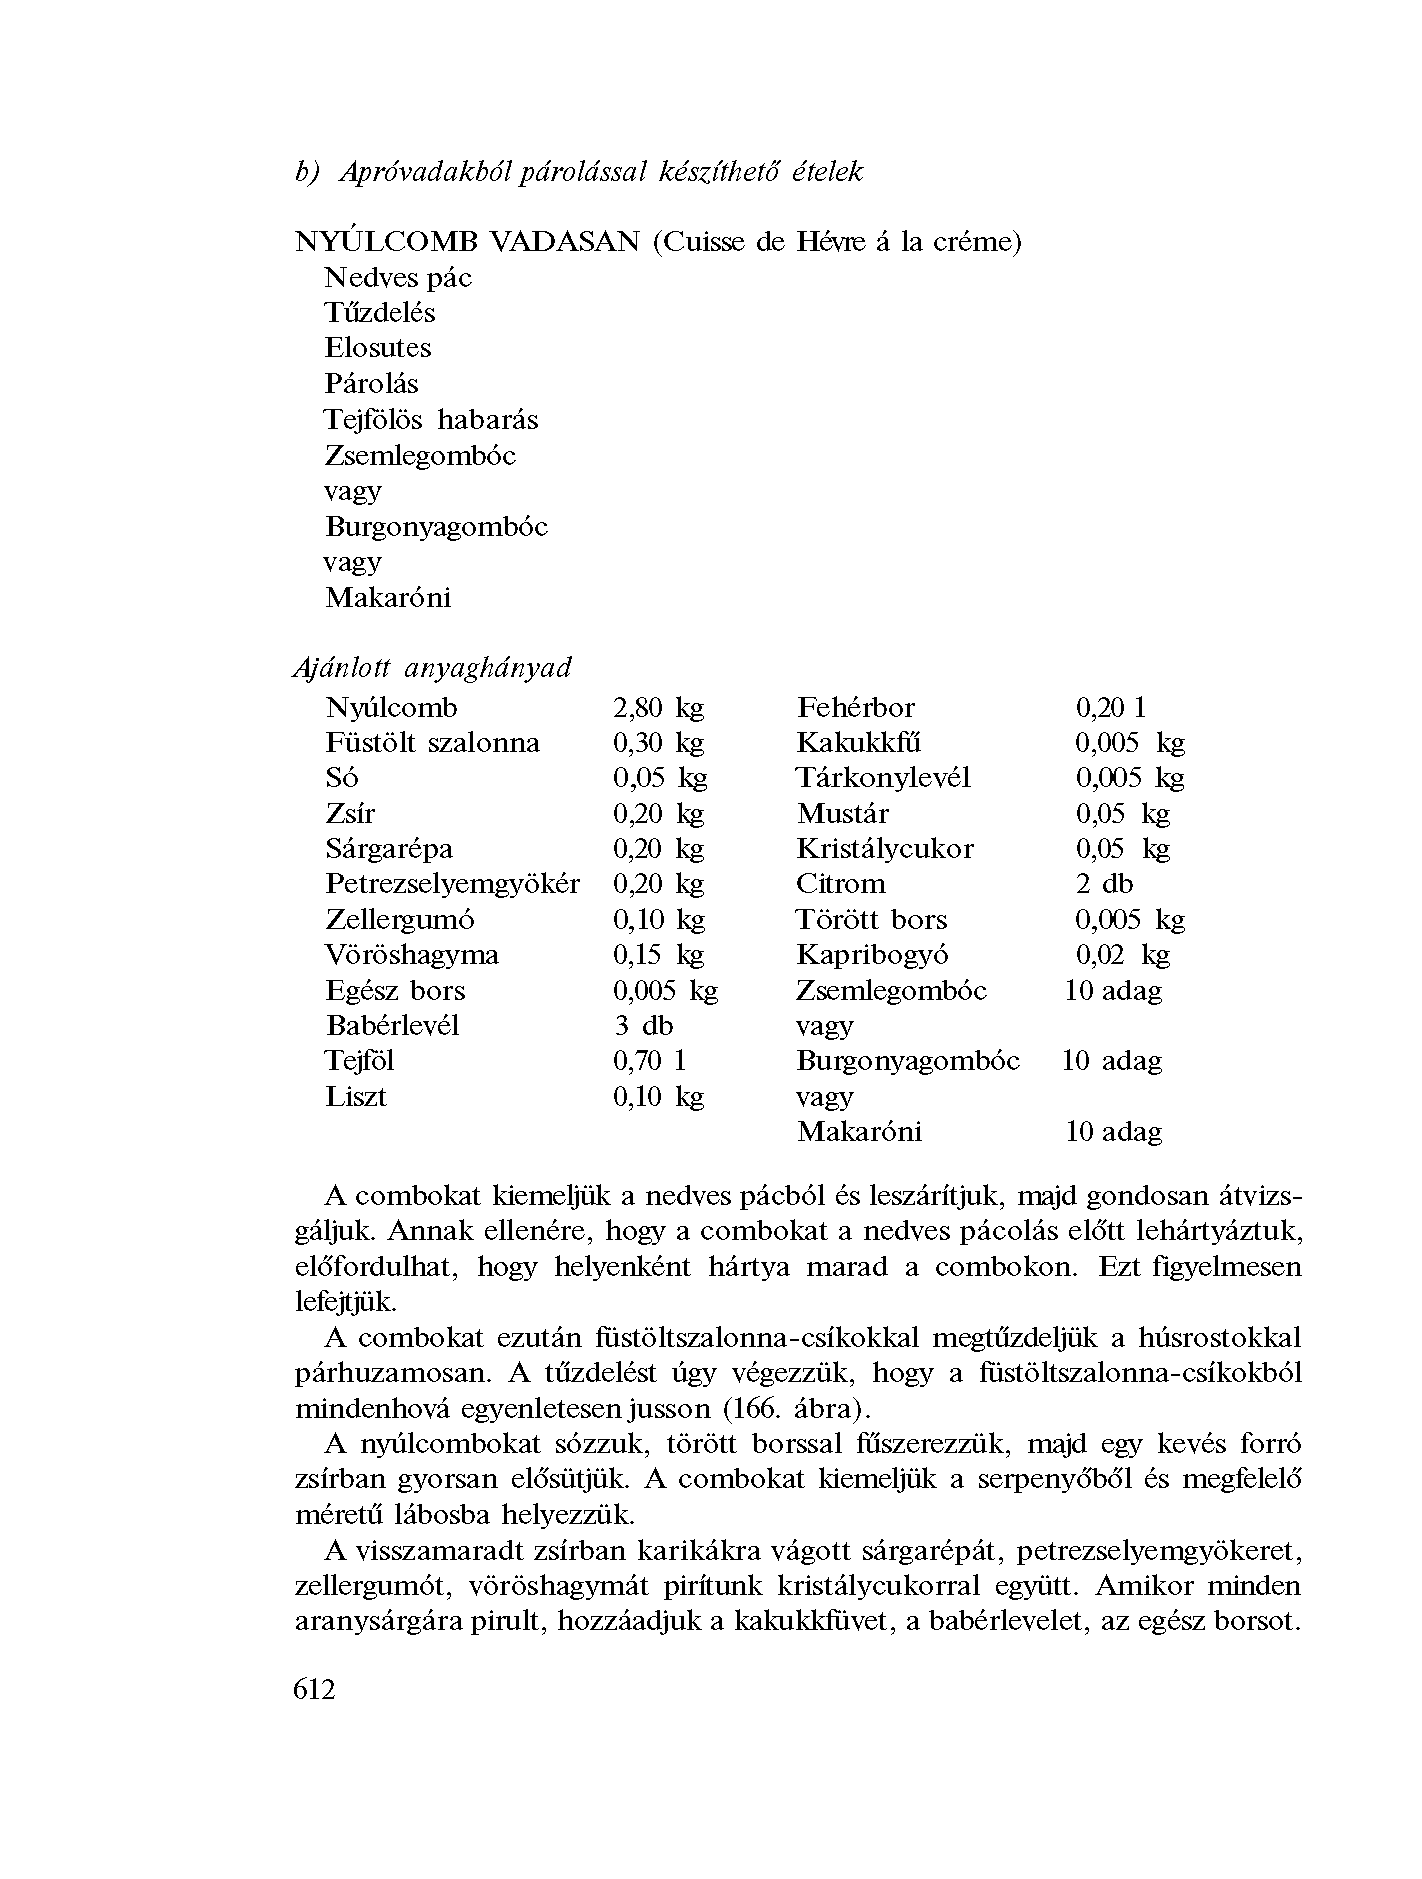 b) Apróvadakból párolással készíthető ételek
NYÚLCOMB VADASAN (Cuisse de Hévre á la créme)
Nedves pác
Tűzdelés
Elosutes
Párolás
Tejfölös habarás
Zsemlegombóc
vagy
Burgonyagombóc
vagy
Makaróni
Ajánlott anyaghányad
Nyúlcomb 2,80 kg Fehérbor 0,20 l
Füstölt szalonna 0,30 kg Kakukkfű 0,005 kg
Só 0,05 kg Tárkonylevél 0,005 kg
Zsír 0,20 kg Mustár 0,05 kg
Sárgarépa 0,20 kg Kristálycukor 0,05 kg
Petrezselyemgyökér 0,20 kg Citrom 2 db
Zellergumó 0,10 kg Törött bors 0,005 kg
Vöröshagyma 0,15 kg Kapribogyó 0,02 kg
Egész bors 0,005 kg Zsemlegombóc 10 adag
Babérlevél 3 db vagy
Tejföl 0,70 l Burgonyagombóc 10 adag
Liszt 0,10 kg vagy
Makaróni 10 adag
A combokat kiemeljük a nedves pácból és leszárítjuk, majd gondosan átvizs-
gáljuk. Annak ellenére, hogy a combokat a nedves pácolás előtt lehártyáztuk,
előfordulhat, hogy helyenként hártya marad a combokon. Ezt figyelmesen
lefejtjük.
A combokat ezután füstöltszalonna-csíkokkal megtűzdeljük a húsrostokkal
párhuzamosan. A tűzdelést úgy végezzük, hogy a füstöltszalonna-csíkokból
mindenhová egyenletesen jusson (166. ábra).
A nyúlcombokat sózzuk, törött borssal fűszerezzük, majd egy kevés forró
zsírban gyorsan elősütjük. A combokat kiemeljük a serpenyőből és megfelelő
méretű lábosba helyezzük.
A visszamaradt zsírban karikákra vágott sárgarépát, petrezselyemgyökeret,
zellergumót, vöröshagymát pirítunk kristálycukorral együtt. Amikor minden
aranysárgára pirult, hozzáadjuk a kakukkfüvet, a babérlevelet, az egész borsot.
612